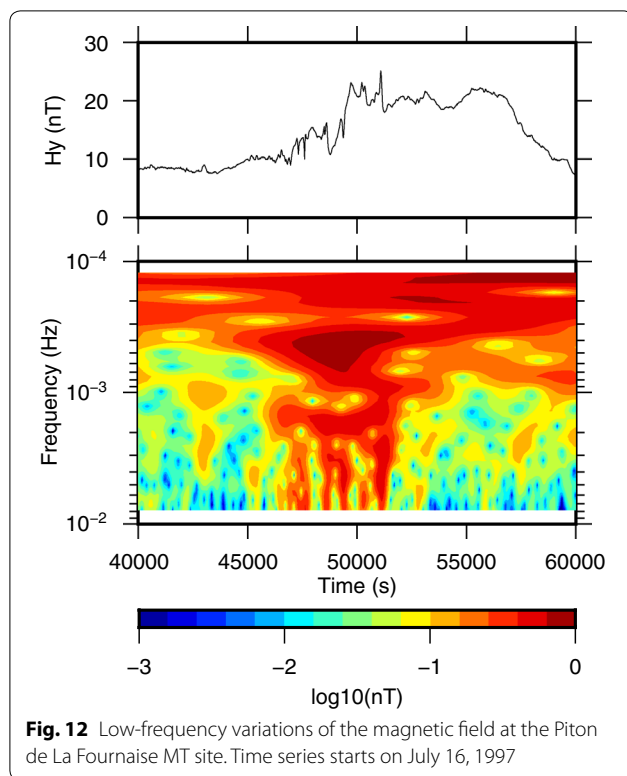 30
20
10
0
Hy (nT)
10⁻⁴
10⁻³
10⁻²
Frequency (Hz)
40000 45000 50000 55000 60000
Time (s)
−3 −2 −1 0
log10(nT)
Fig. 12 Low-frequency variations of the magnetic field at the Piton
de La Fournaise MT site. Time series starts on July 16, 1997